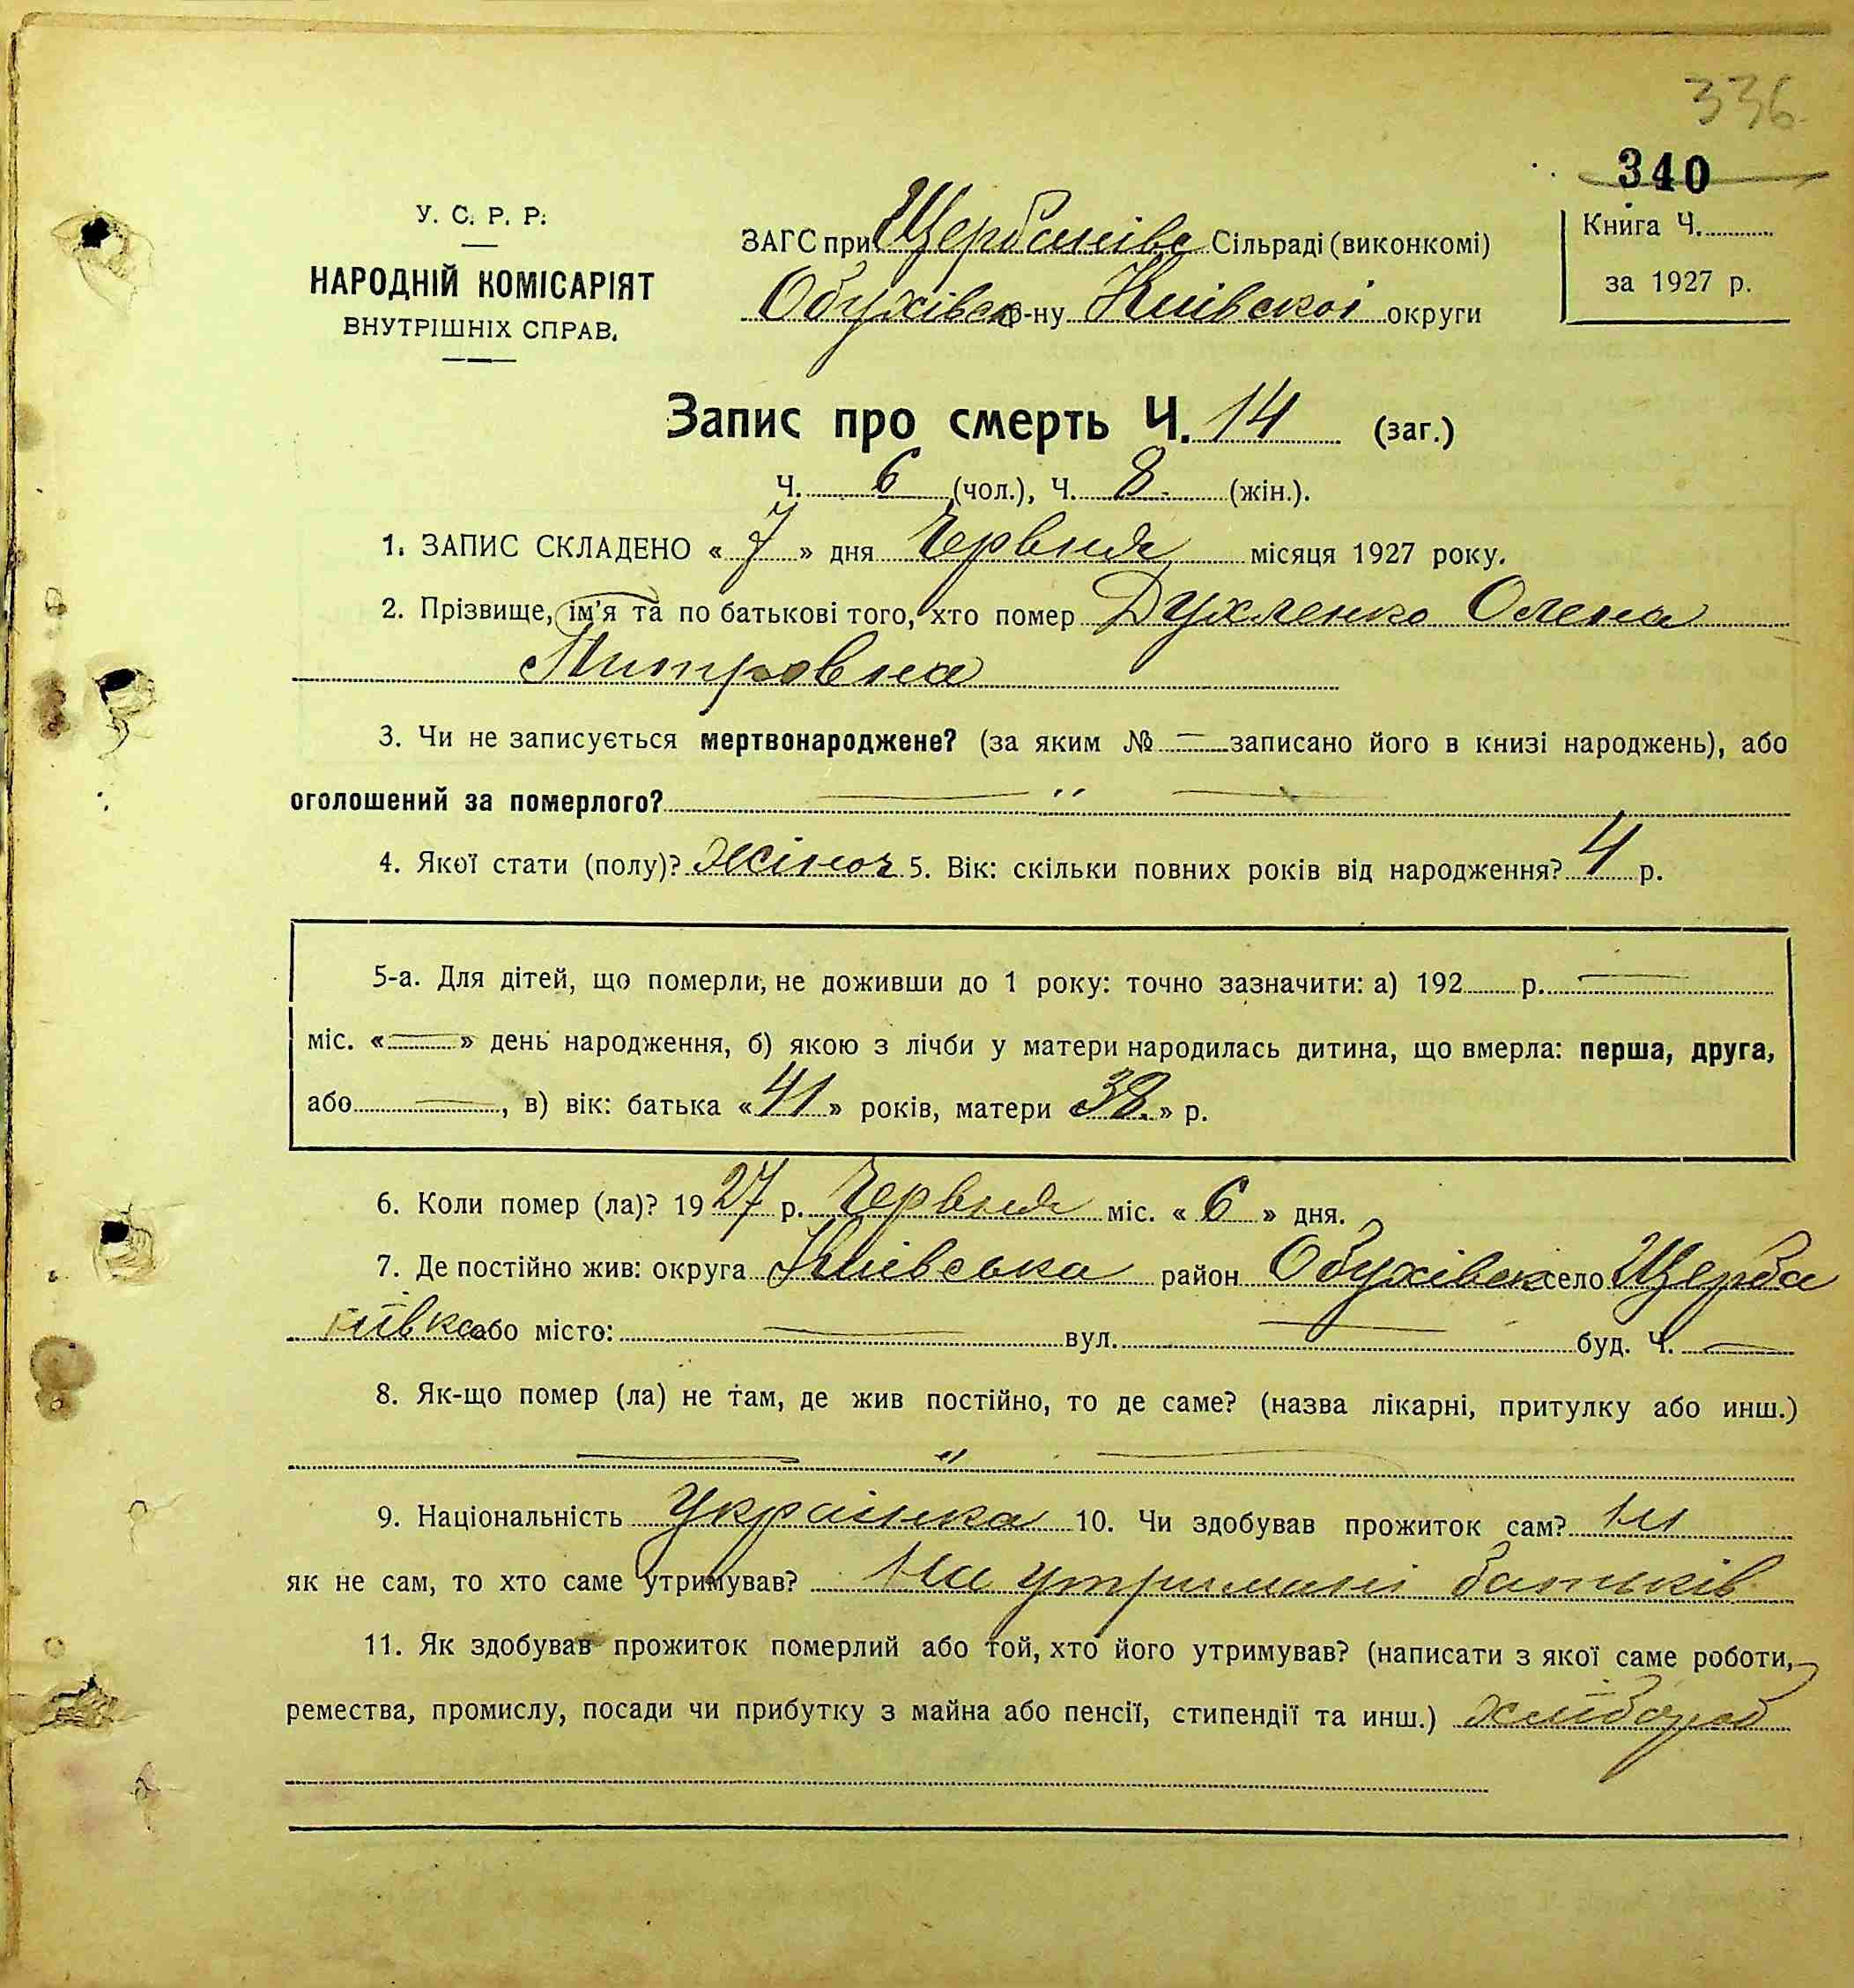 336
340
У. С. Р. Р.
НАРОДНІЙ КОМІСАРІЯТ
ВНУТРІШНІХ СПРАВ.
ЗАГС при Щербанівс Сільраді (виконкомі)
Обухівск р-ну Київскої округи
Книга Ч.
за 1927 р.
Запис про смерть Ч. 14 (заг.)
Ч. 6 (чол.), Ч. 8 (жін.).
1. ЗАПИС СКЛАДЕНО « 7 » дня Червня місяця 1927 року.
2. Прізвище, ім'я та по батькові того, хто помер Духленко Олена
Митровна
3. Чи не записується мертвонароджене? (за яким № — записано його в книзі народжень), або
оголошений за померлого? — " —
4. Якої стати (полу)? Жіноч 5. Вік: скільки повних років від народження? 4 р.
5-а. Для дітей, що померли, не доживши до 1 року: точно зазначити: а) 192 р. —
міс. « — » день народження, б) якою з лічби у матери народилась дитина, що вмерла: перша, друга,
або — , в) вік: батька « 41 » років, матери 38 » р.
6. Коли помер (ла)? 1927 р. Червня міс. « 6 » дня.
7. Де постійно жив: округа Київська район Обухівск село Щерба
нівка або місто: — вул. — буд. Ч. —
8. Як-що помер (ла) не там, де жив постійно, то де саме? (назва лікарні, притулку або инш.)
— " —
9. Національність Українка 10. Чи здобував прожиток сам? Ні
як не сам, то хто саме утримував? На утримані батьків
11. Як здобував прожиток померлий або той, хто його утримував? (написати з якої саме роботи,
ремества, промислу, посади чи прибутку з майна або пенсії, стипендії та инш.) хлібороб